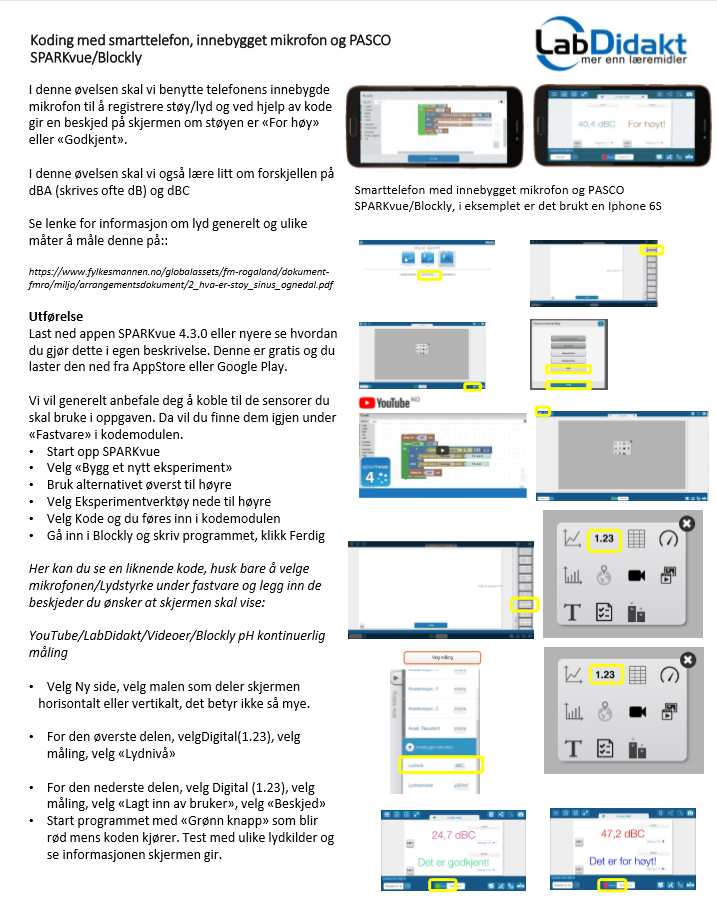 Koding med smarttelefon, innebygget mikrofon og PASCO
SPARKvue/Blockly
LabDidakt
mer enn læremidler
I denne øvelsen skal vi benytte telefonens innebygde
mikrofon til å registrere støy/lyd og ved hjelp av kode
gir en beskjed på skjermen om støyen er «For høy»
eller «Godkjent».
I denne øvelsen skal vi også lære litt om forskjellen på
dBA (skrives ofte dB) og dBC
Se lenke for informasjon om lyd generelt og ulike
måter å måle denne på::
https://www.fylkesmannen.no/globalassets/fm-rogaland/dokument-
fmro/miljo/arrangementsdokument/2_hva-er-stoy_sinus_ognedal.pdf
Utførelse
Last ned appen SPARKvue 4.3.0 eller nyere se hvordan
du gjør dette i egen beskrivelse. Denne er gratis og du
laster den ned fra AppStore eller Google Play.
Vi vil generelt anbefale deg å koble til de sensorer du
skal bruke i oppgaven. Da vil du finne dem igjen under
«Fastvare» i kodemodulen.
• Start opp SPARKvue
• Velg «Bygg et nytt eksperiment»
• Bruk alternativet øverst til høyre
• Velg Eksperimentverktøy nede til høyre
• Velg Kode og du føres inn i kodemodulen
• Gå inn i Blockly og skriv programmet, klikk Ferdig
Her kan du se en liknende kode, husk bare å velge
mikrofonen/Lydstyrke under fastvare og legg inn de
beskjeder du ønsker at skjermen skal vise:
YouTube/LabDidakt/Videoer/Blockly pH kontinuerlig
måling
• Velg Ny side, velg malen som deler skjermen
horisontalt eller vertikalt, det betyr ikke så mye.
• For den øverste delen, velgDigital(1.23), velg
måling, velg «Lydnivå»
• For den nederste delen, velg Digital (1.23), velg
måling, velg «Lagt inn av bruker», velg «Beskjed»
• Start programmet med «Grønn knapp» som blir
rød mens koden kjører. Test med ulike lydkilder og
se informasjonen skjermen gir.
40,4 dBC
For høyt!
Smarttelefon med innebygget mikrofon og PASCO
SPARKvue/Blockly, i eksemplet er det brukt en Iphone 6S
YouTube NO
4
1.23
T
Velg måling
Innebygd mikrofon
Lydnivå
dBC
1.23
T
24,7 dBC
Det er godkjent!
47,2 dBC
Det er for høyt!